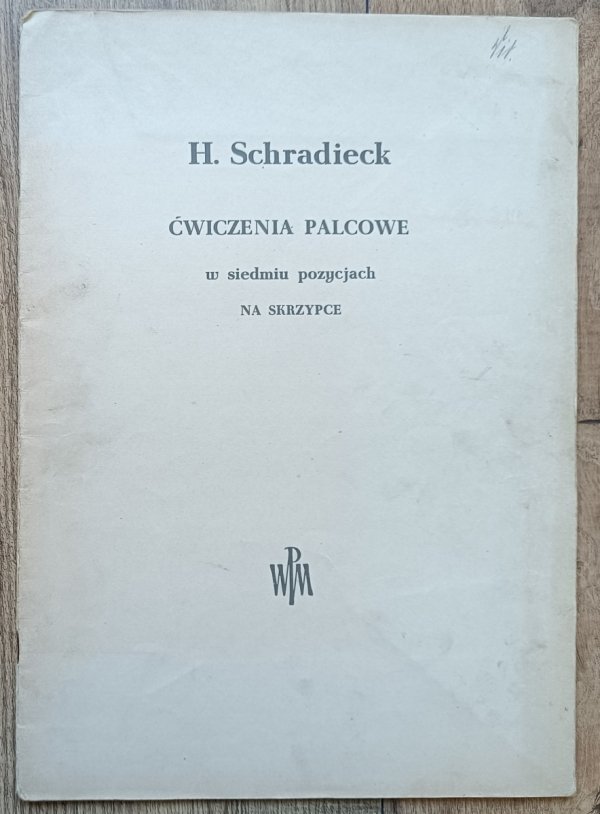 H. Schradieck
ĆWICZENIA PALCOWE
w siedmiu pozycjach
NA SKRZYPCE
PWM